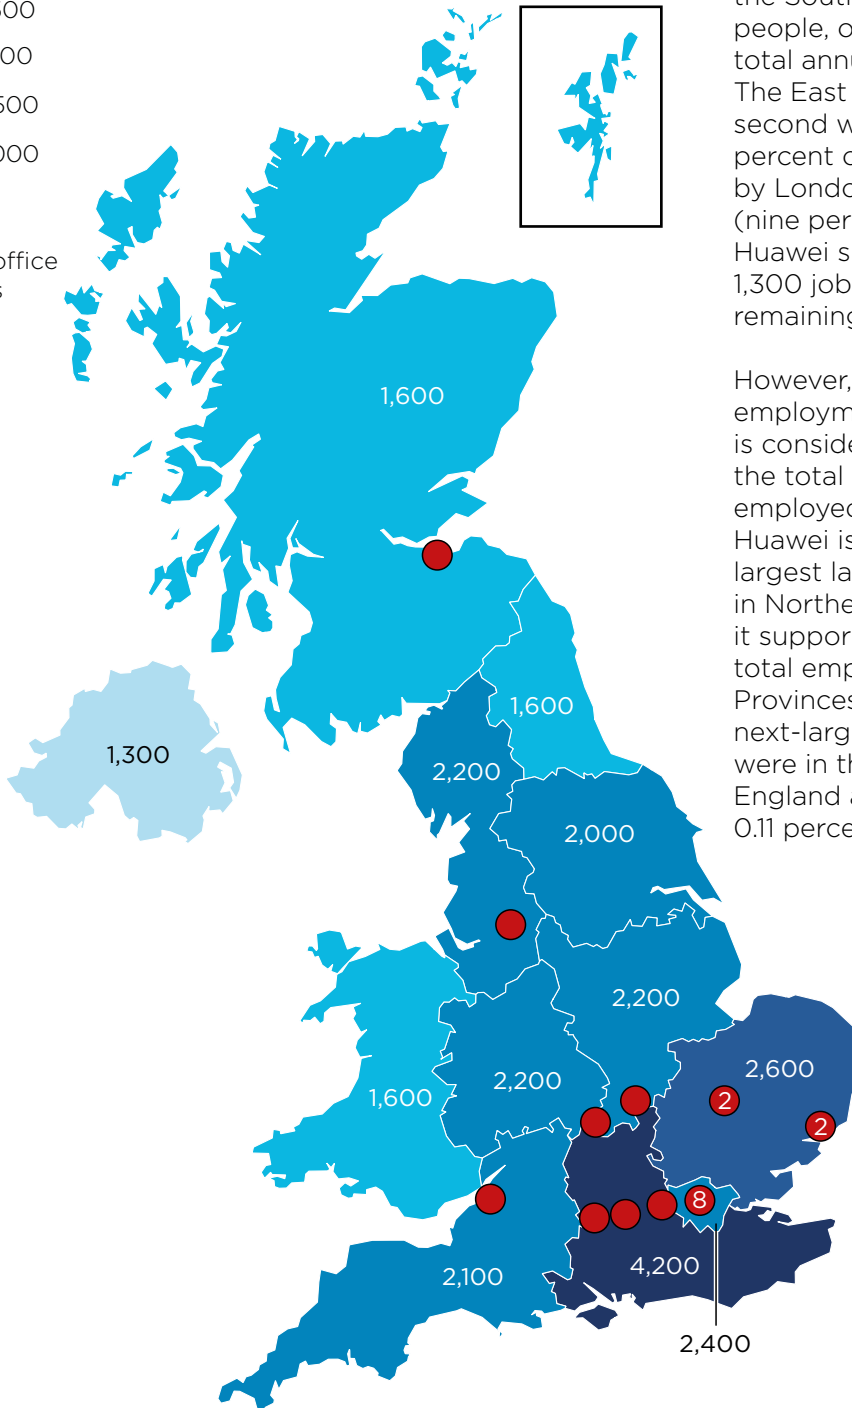 00
500
000
office
s
1,600
1,600
1,300
2,200
2,000
2,200
2,600
2,200
2
1,600
2
8
4,200
2,100
2,400
the South
people, o
total annu
The East
second w
percent o
by Londo
(nine per
Huawei s
1,300 job
remaining
However,
employm
is conside
the total
employed
Huawei is
largest la
in Northe
it suppor
total emp
Provinces
next-larg
were in th
England a
0.11 perce